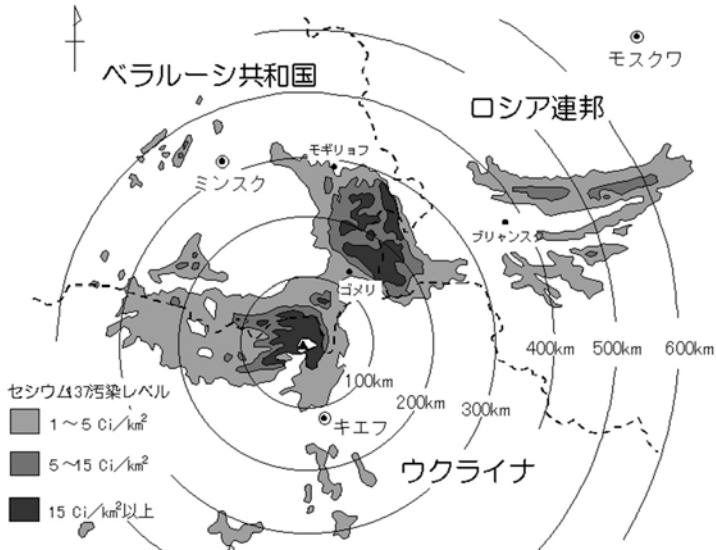 モスクワ
ベラルーシ共和国
ロシア連邦
モギリョフ
ミンスク
ブリャンスク
ゴメリ
100km
200km
300km
400km
500km
600km
セシウム137汚染レベル
1～5 Ci/km²
5～15 Ci/km²
15 Ci/km²以上
キエフ
ウクライナ